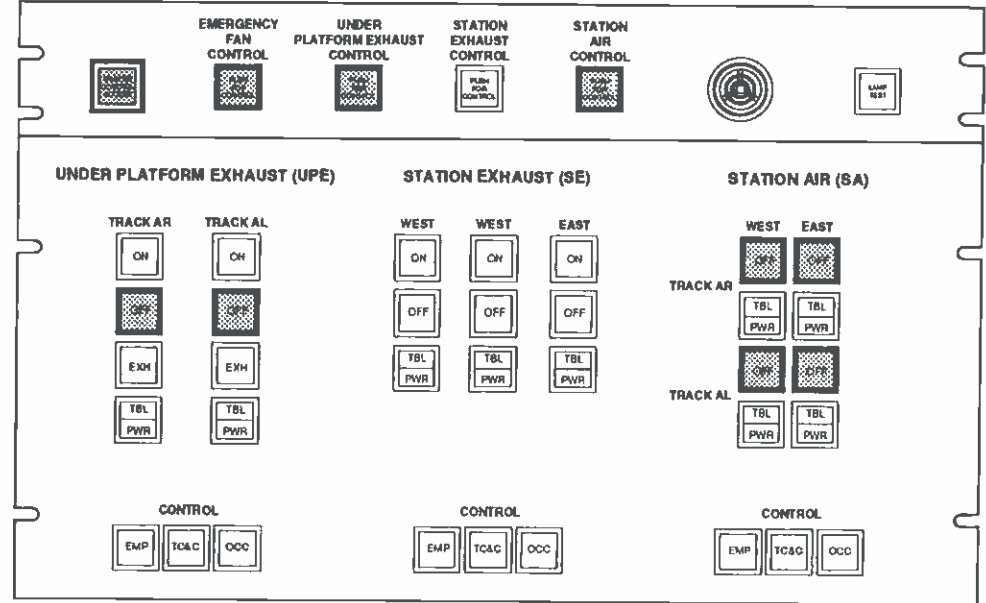 EMERGENCY
FAN
CONTROL
UNDER
PLATFORM EXHAUST
CONTROL
STATION
EXHAUST
CONTROL
STATION
AIR
CONTROL
PUSH
FOR
CONTROL
LAMP
TEST
UNDER PLATFORM EXHAUST (UPE)
STATION EXHAUST (SE)
STATION AIR (SA)
TRACK AR TRACK AL
ON ON
OFF OFF
EXH EXH
TBL TBL
PWR PWR
WEST WEST EAST
ON ON ON
OFF OFF OFF
TBL TBL TBL
PWR PWR PWR
WEST EAST
OFF OFF
TRACK AR
TBL TBL
PWR PWR
OFF OFF
TRACK AL
TBL TBL
PWR PWR
CONTROL
EMP TC&C OCC
CONTROL
EMP TC&C OCC
CONTROL
EMP TC&C OCC